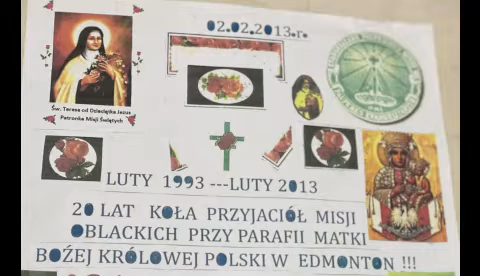 02.02.2013.r.
Św. Teresa od Dzieciątka Jezus
Patronka Misji Świętych
LUTY 1993 ---LUTY 2013
20 LAT KOŁA PRZYJACIÓŁ MISJI
OBLACKICH PRZY PARAFII MATKI
BOŻEJ KRÓLOWEJ POLSKI W EDMONTON !!!